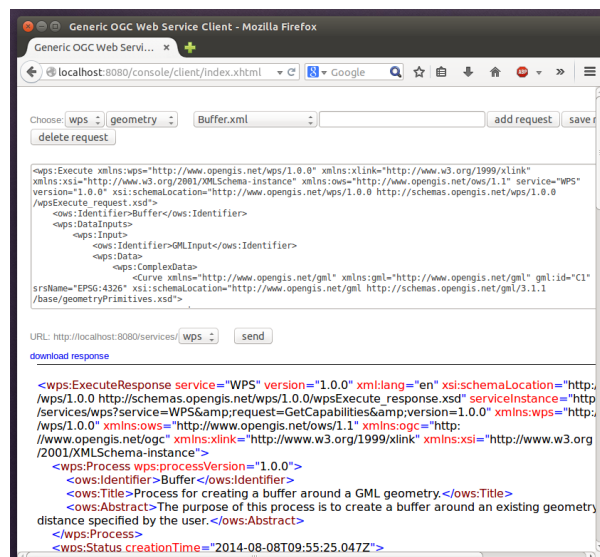 Generic OGC Web Service Client - Mozilla Firefox
Generic OGC Web Servi... ×
localhost:8080/console/client/index.xhtml Google ABP »
Choose: wps geometry Buffer.xml add request save r
delete request
<wps:Execute xmlns:wps="http://www.opengis.net/wps/1.0.0" xmlns:xlink="http://www.w3.org/1999/xlink"
xmlns:xsi="http://www.w3.org/2001/XMLSchema-instance" xmlns:ows="http://www.opengis.net/ows/1.1" service="WPS"
version="1.0.0" xsi:schemaLocation="http://www.opengis.net/wps/1.0.0 http://schemas.opengis.net/wps/1.0.0
/wpsExecute_request.xsd">
<ows:Identifier>Buffer</ows:Identifier>
<wps:DataInputs>
<wps:Input>
<ows:Identifier>GMLInput</ows:Identifier>
<wps:Data>
<wps:ComplexData>
<Curve xmlns="http://www.opengis.net/gml" xmlns:gml="http://www.opengis.net/gml" gml:id="C1"
srsName="EPSG:4326" xsi:schemaLocation="http://www.opengis.net/gml http://schemas.opengis.net/gml/3.1.1
/base/geometryPrimitives.xsd">
URL: http://localhost:8080/services/ wps send
download response
<wps:ExecuteResponse service="WPS" version="1.0.0" xml:lang="en" xsi:schemaLocation="http:/
/wps/1.0.0 http://schemas.opengis.net/wps/1.0.0/wpsExecute_response.xsd" serviceInstance="http
/services/wps?service=WPS&amp;request=GetCapabilities&amp;version=1.0.0" xmlns:wps="http:/
/wps/1.0.0" xmlns:ows="http://www.opengis.net/ows/1.1" xmlns:ogc="http:
//www.opengis.net/ogc" xmlns:xlink="http://www.w3.org/1999/xlink" xmlns:xsi="http://www.w3.org
/2001/XMLSchema-instance">
<wps:Process wps:processVersion="1.0.0">
<ows:Identifier>Buffer</ows:Identifier>
<ows:Title>Process for creating a buffer around a GML geometry.</ows:Title>
<ows:Abstract>The purpose of this process is to create a buffer around an existing geometry
distance specified by the user.</ows:Abstract>
</wps:Process>
<wps:Status creationTime="2014-08-08T09:55:25.047Z">